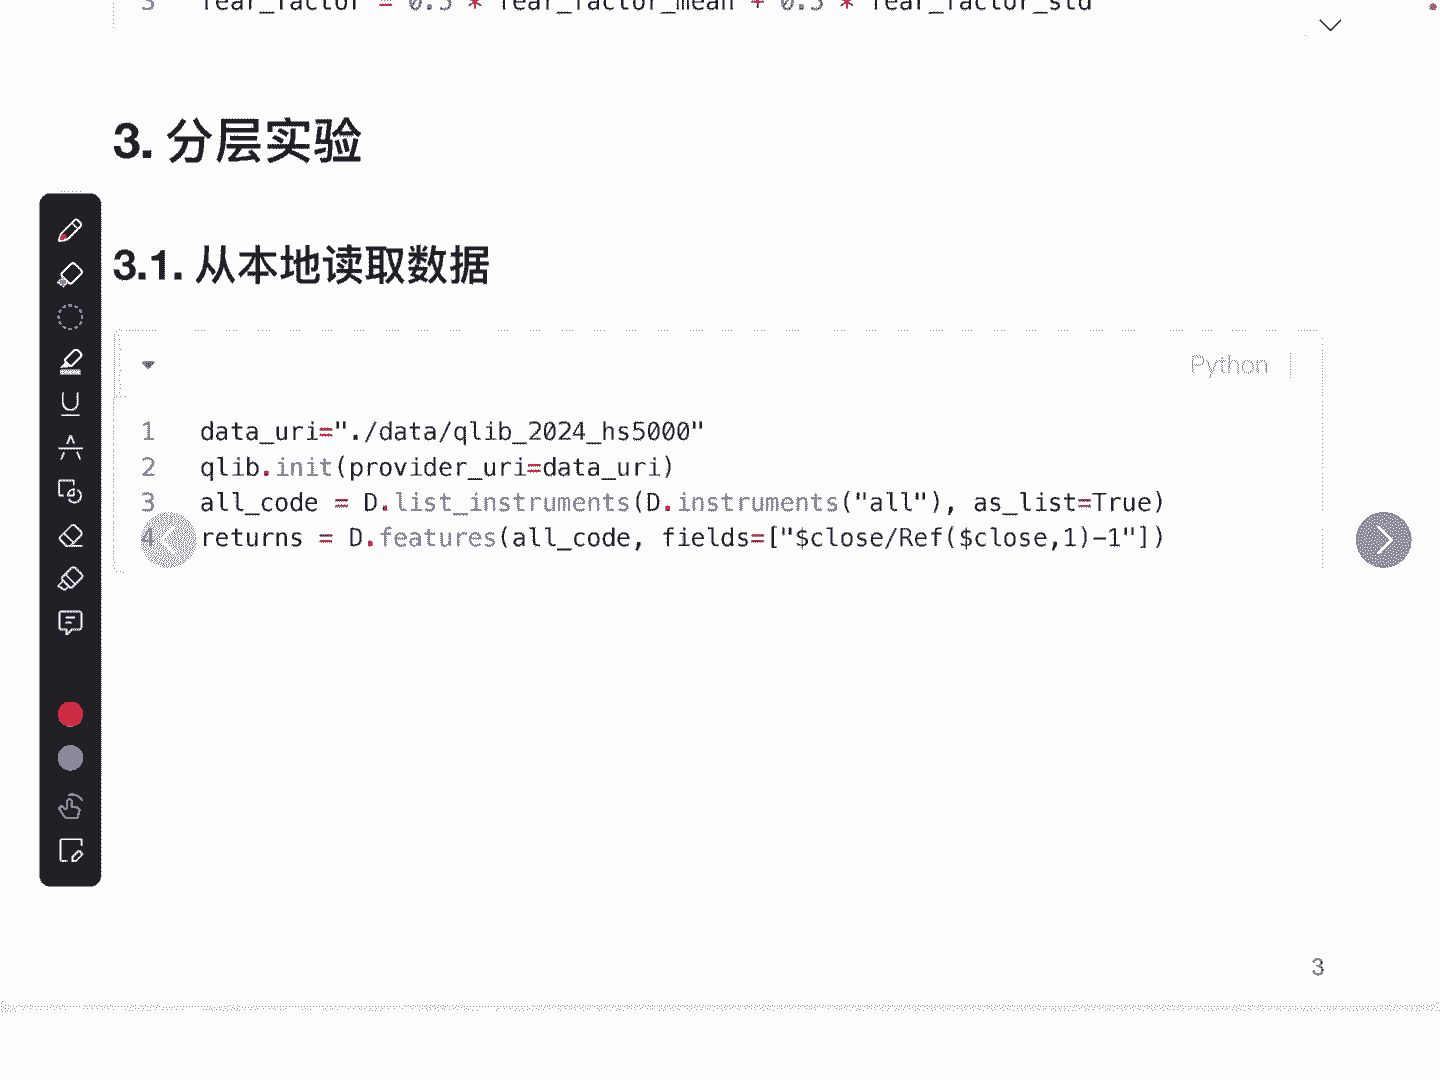 3 fear_factor = 0.5 * fear_factor_mean + 0.5 * fear_factor_std
3. 分层实验
3.1. 从本地读取数据
Python
1 data_uri="./data/qlib_2024_hs5000"
2 qlib.init(provider_uri=data_uri)
3 all_code = D.list_instruments(D.instruments("all"), as_list=True)
4 returns = D.features(all_code, fields=["$close/Ref($close,1)-1"])
3